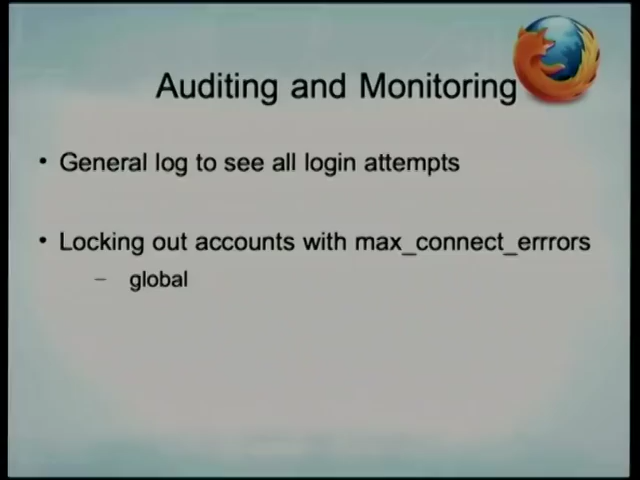 Auditing and Monitoring
• General log to see all login attempts
• Locking out accounts with max_connect_errrors
– global